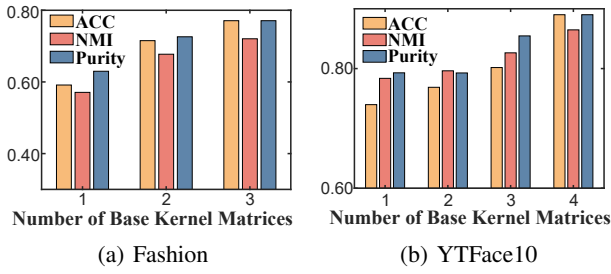 0.80
0.60
0.40
ACC
NMI
Purity
1 2 3
Number of Base Kernel Matrices
(a) Fashion
0.80
0.60
ACC
NMI
Purity
1 2 3 4
Number of Base Kernel Matrices
(b) YTFace10